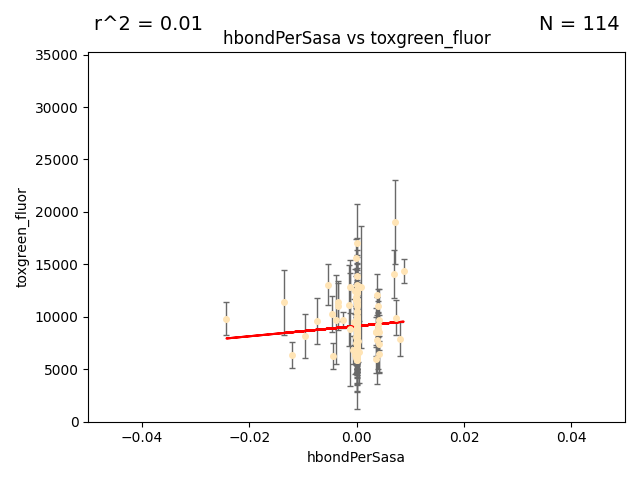 r^2 = 0.01
N = 114
hbondPerSasa vs toxgreen_fluor
toxgreen_fluor
35000
30000
25000
20000
15000
10000
5000
0
−0.04
−0.02
0.00
0.02
0.04
hbondPerSasa